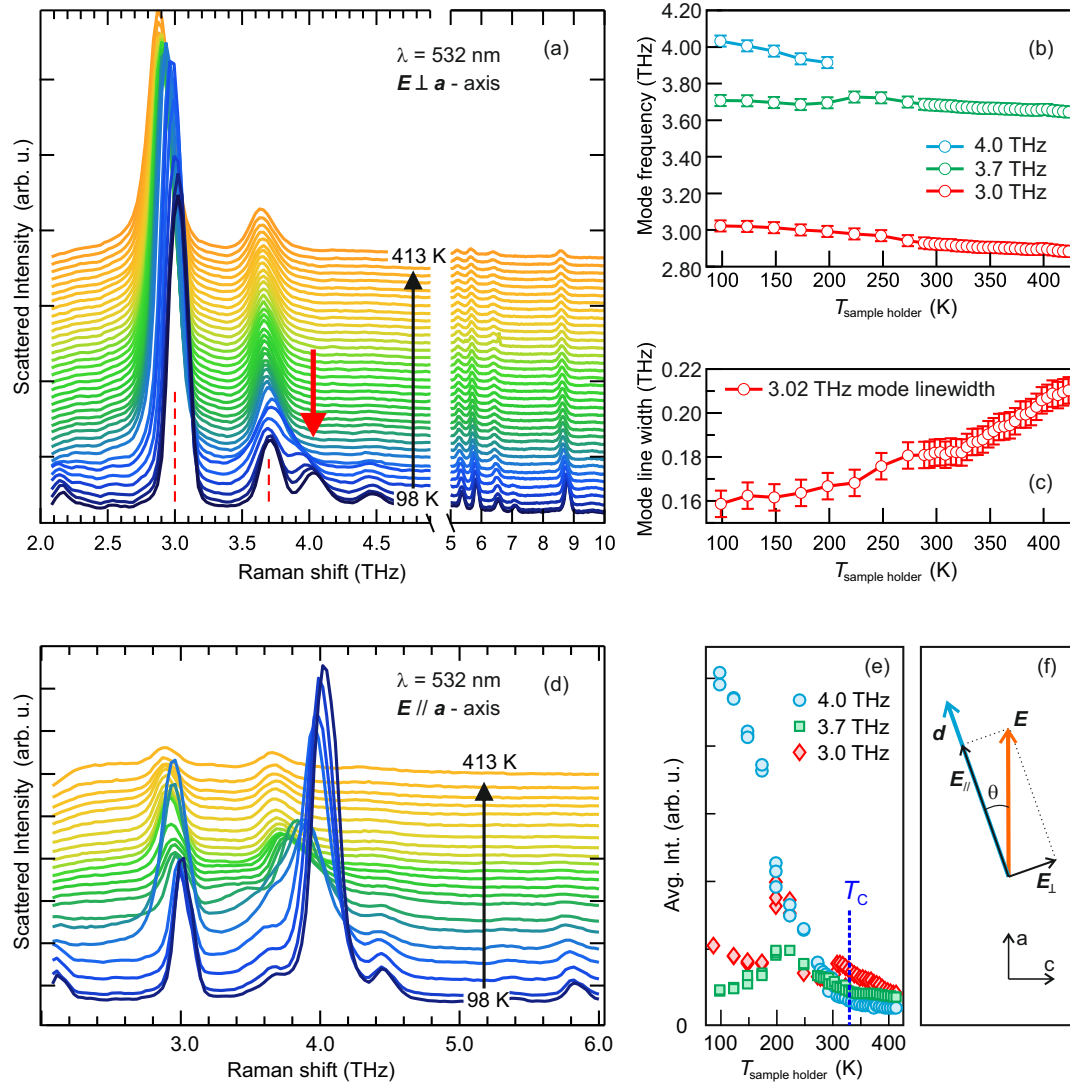 (a)
λ = 532 nm
E ⊥ a - axis
413 K
98 K
Scattered Intensity (arb. u.)
2.0 2.5 3.0 3.5 4.0 4.5 5 6 7 8 9 10
Raman shift (THz)
(b)
4.20
4.00
3.80
3.60
3.40
3.20
3.00
2.80
Mode frequency (THz)
4.0 THz
3.7 THz
3.0 THz
100 150 200 250 300 350 400
Tsample holder (K)
0.22
0.20
0.18
0.16
Mode line width (THz)
3.02 THz mode linewidth
(c)
100 150 200 250 300 350 400
Tsample holder (K)
(d)
λ = 532 nm
E // a - axis
413 K
98 K
Scattered Intensity (arb. u.)
3.0 4.0 5.0 6.0
Raman shift (THz)
(e)
4.0 THz
3.7 THz
3.0 THz
TC
Avg. Int. (arb. u.)
0
100 200 300 400
Tsample holder (K)
(f)
d
E
E//
θ
E⊥
a
c